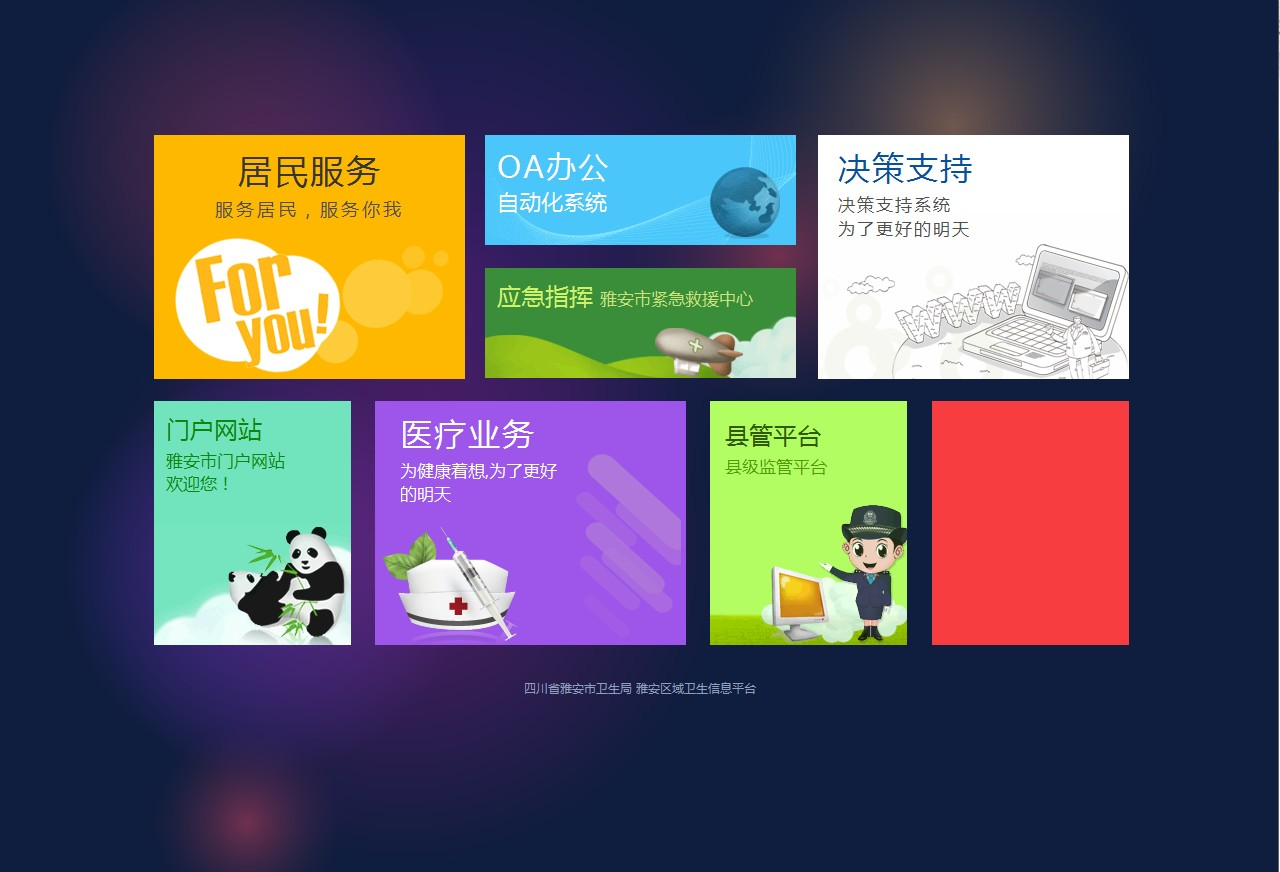 居民服务
服务居民，服务你我
For
you!
OA办公
自动化系统
应急指挥 雅安市紧急救援中心
决策支持
决策支持系统
为了更好的明天
WWW
门户网站
雅安市门户网站
欢迎您！
医疗业务
为健康着想,为了更好
的明天
县管平台
县级监管平台
四川省雅安市卫生局 雅安区域卫生信息平台